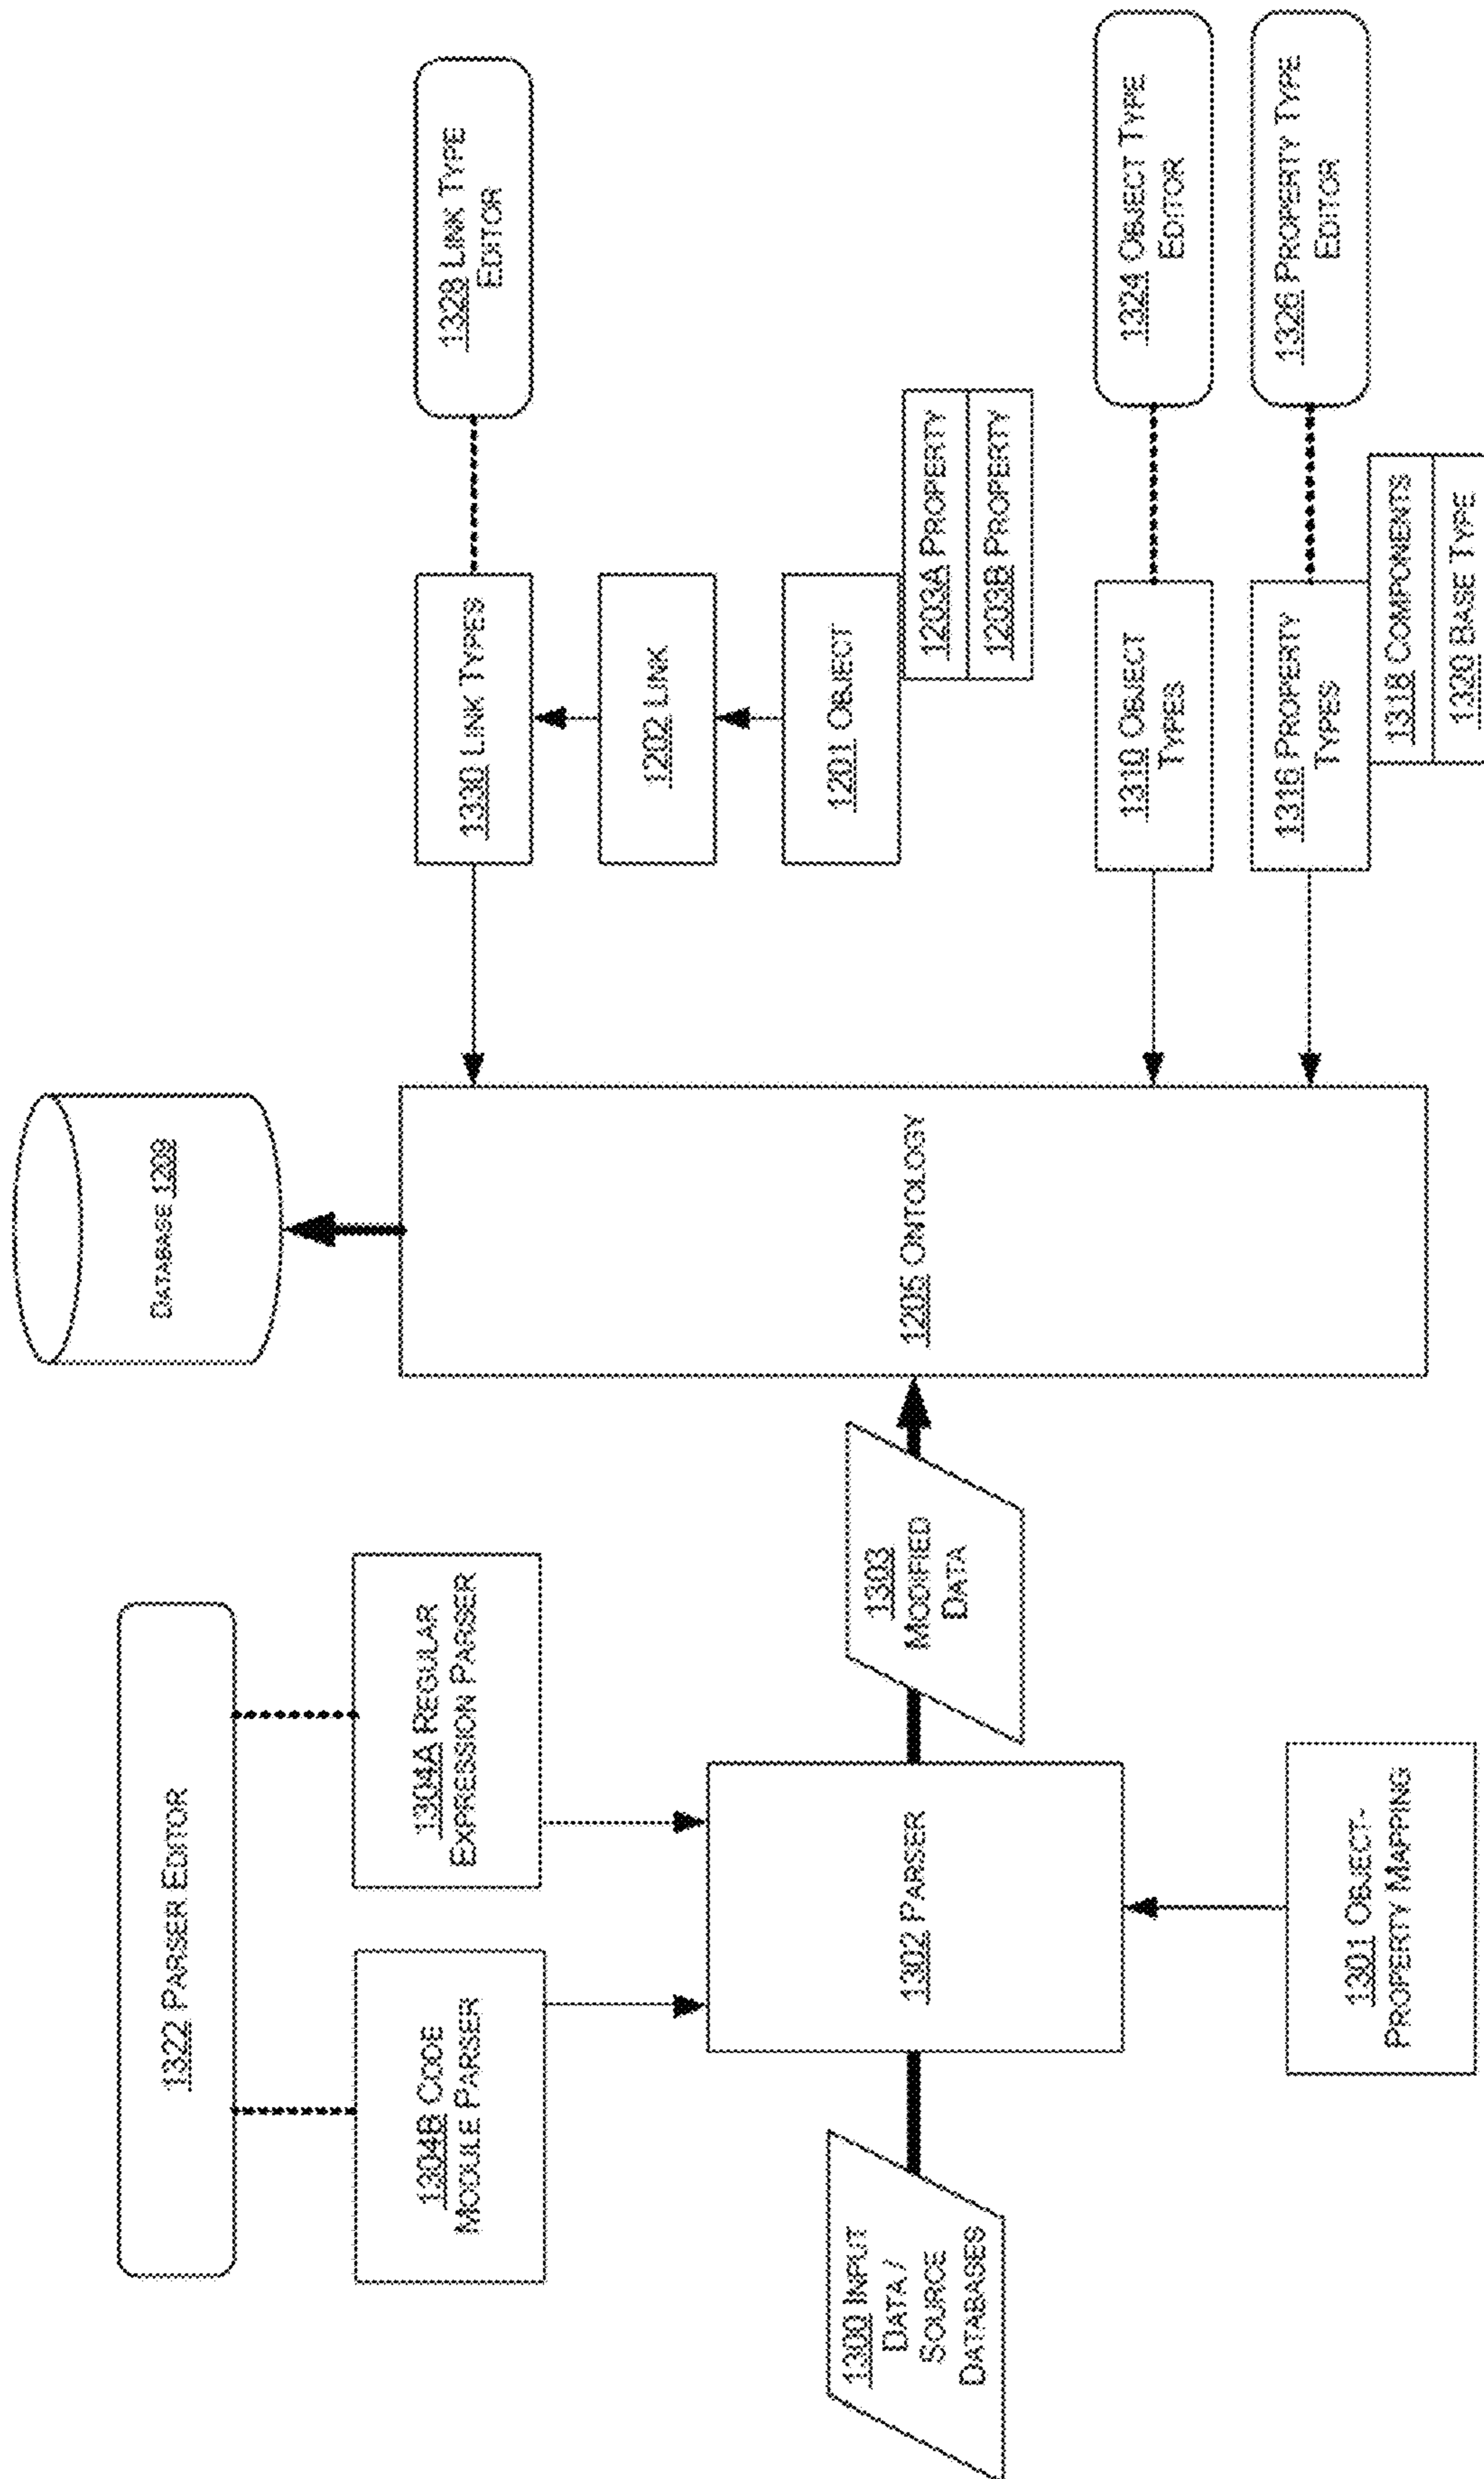 1322 PARSER EDITOR
1304B CODE
MODULE PARSER
1304A REGULAR
EXPRESSION PARSER
1300 INPUT
DATA /
SOURCE
DATABASES
1302 PARSER
1303
MODIFIED
DATA
1301 OBJECT-
PROPERTY MAPPING
DATABASE 1209
1205 ONTOLOGY
1330 LINK TYPES
1328 LINK TYPE
EDITOR
1202 LINK
1201 OBJECT
1203A PROPERTY
1203B PROPERTY
1310 OBJECT
TYPES
1324 OBJECT TYPE
EDITOR
1316 PROPERTY
TYPES
1326 PROPERTY TYPE
EDITOR
1318 COMPONENTS
1320 BASE TYPE